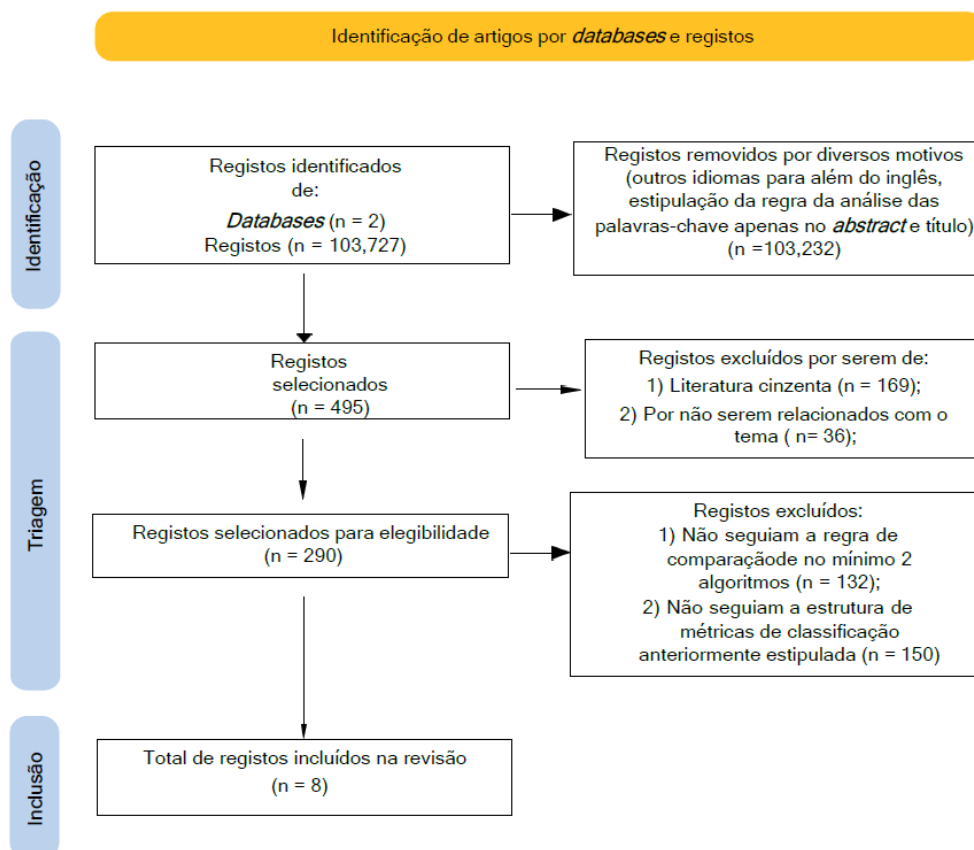 Identificação de artigos por databases e registos
Identificação
Registos identificados
de:
Databases (n = 2)
Registos (n = 103,727)
Registos removidos por diversos motivos
(outros idiomas para além do inglês,
estipulação da regra da análise das
palavras-chave apenas no abstract e título)
(n =103,232)
Triagem
Registos
selecionados
(n = 495)
Registos excluídos por serem de:
1) Literatura cinzenta (n = 169);
2) Por não serem relacionados com o
tema ( n= 36);
Registos selecionados para elegibilidade
(n = 290)
Registos excluídos:
1) Não seguiam a regra de
comparaçãode no mínimo 2
algoritmos (n = 132);
2) Não seguiam a estrutura de
métricas de classificação
anteriormente estipulada (n = 150)
Inclusão
Total de registos incluídos na revisão
(n = 8)